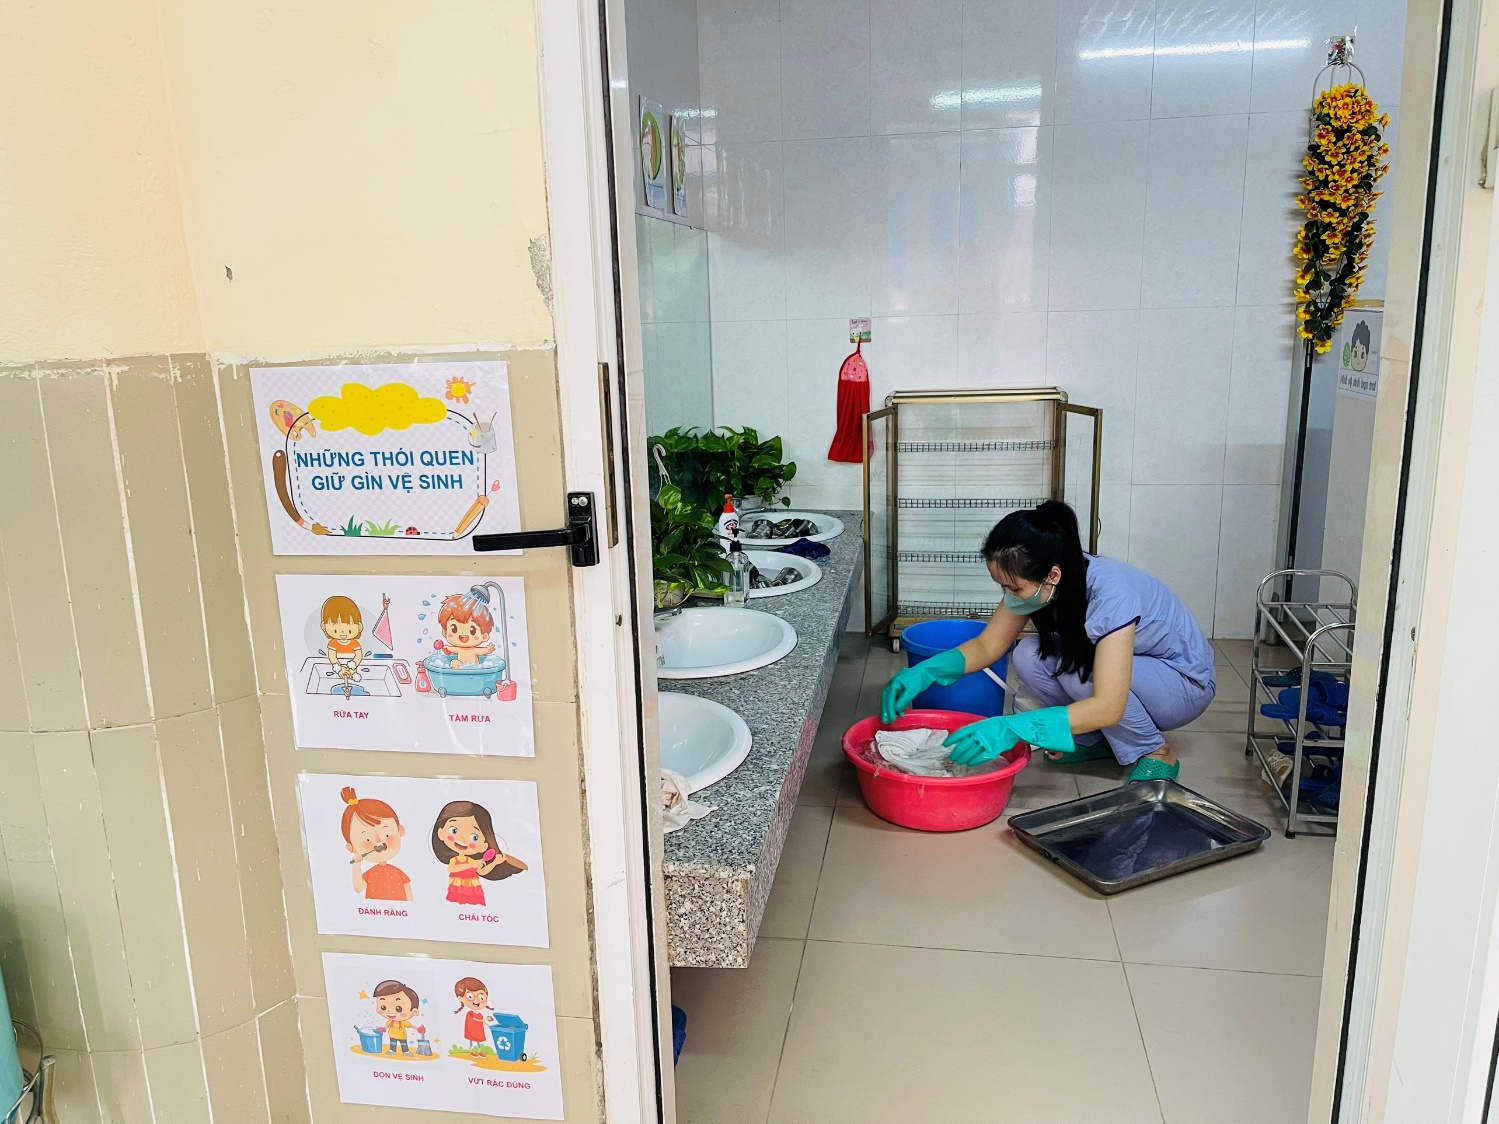 NHỮNG THÓI QUEN
GIỮ GÌN VỆ SINH
RỬA TAY
TẮM RỬA
ĐÁNH RĂNG
CHẢI TÓC
DỌN VỆ SINH
VỨT RÁC ĐÚNG